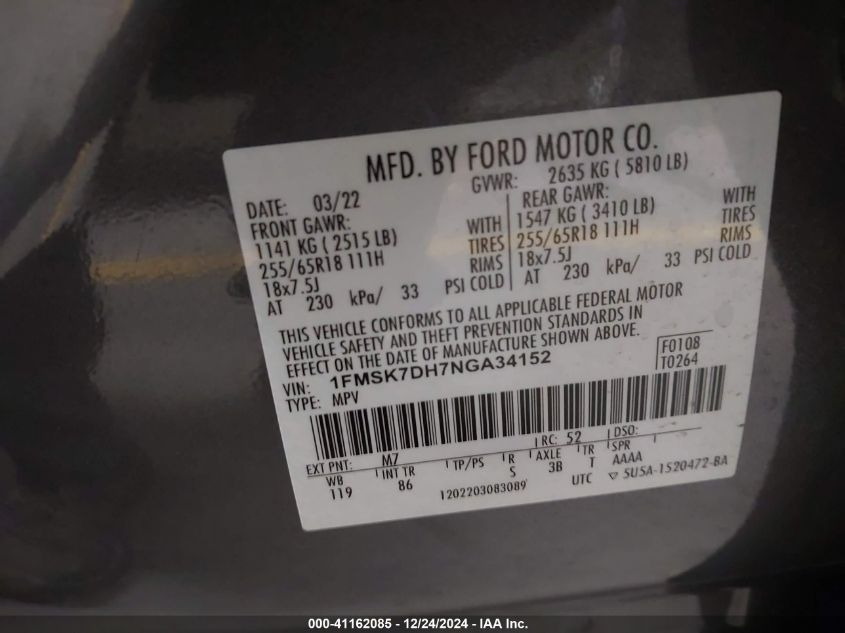 MFD. BY FORD MOTOR CO.
DATE: 03/22 GVWR: 2635 KG ( 5810 LB)
FRONT GAWR: REAR GAWR:
1141 KG ( 2515 LB) WITH 1547 KG ( 3410 LB) WITH
255/65R18 111H TIRES 255/65R18 111H TIRES
18x7.5J RIMS 18x7.5J RIMS
AT 230 kPa/ 33 PSI COLD AT 230 kPa/ 33 PSI COLD
THIS VEHICLE CONFORMS TO ALL APPLICABLE FEDERAL MOTOR
VEHICLE SAFETY AND THEFT PREVENTION STANDARDS IN
EFFECT ON THE DATE OF MANUFACTURE SHOWN ABOVE.
VIN: 1FMSK7DH7NGA34152 F0108
TYPE: MPV T0264
EXT PNT: M7 RC: 52 DSO:
WB INT TR TP/PS R AXLE TR SPR
119 86 S 3B T AAAA
1202203083089 UTC ▽ 5U5A-1520472-BA
000-41162085 - 12/24/2024 - IAA Inc.